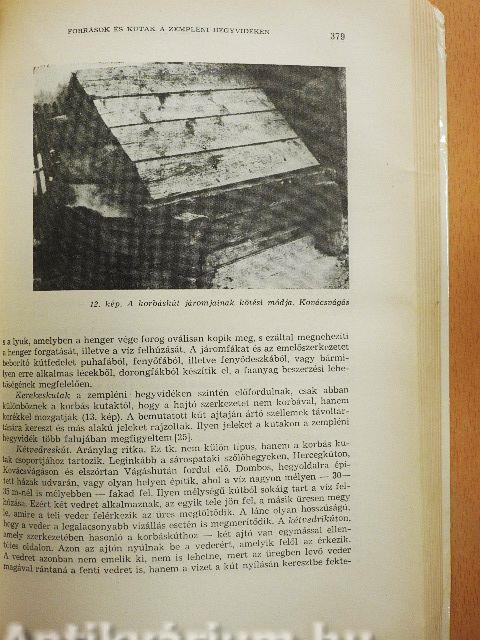 FORRÁSOK ÉS KUTAK A ZEMPLÉNI HEGYVIDÉKEN
379
12. kép. A korbáskút járomjainak kötési módja. Kovácsvágás
s a lyuk, amelyben a henger vége forog oválisan kopik meg, s ezáltal megnehezíti
a henger forgatását, illetve a víz felhúzását. A járomfákat és az emelőszerkezetet
beborító kútfedelet puhafából, fenyőfából, illetve fenyődeszkából, vagy bármi-
lyen erre alkalmas lécekből, dorongfákból készítik el, a faanyag beszerzési lehe-
tőségének megfelelően.
Kerekeskutak a zempléni hegyvidéken szintén előfordulnak, csak abban
különböznek a korbás kutaktól, hogy a hajtó szerkezetet nem korbával, hanem
kerékkel mozgatják (13. kép). A bemutatott kút ajtaján ártó szellemek távoltar-
tására kereszt és más alakú jeleket rajzoltak. Ilyen jeleket a kutakon a zempléni
hegyvidék több falujában megfigyeltem [25].
Kétvedreskút. Aránylag ritka. Ez tk. nem külön típus, hanem a korbás ku-
tak csoportjához tartozik. Leginkább a sárospataki szőlőhegyeken, Hercegkúton,
Kovácsvágáson és elszórtan Vágáshután fordul elő. Dombos, hegyoldalra épí-
tett házak udvarán, vagy olyan helyen építik, ahol a víz nagyon mélyen — 30—
35 m-nél is mélyebben — fakad fel. Ilyen mélységű kútból sokáig tart a víz fel-
húzása. Ezért két vedret alkalmaznak, az egyik tele jön fel, a másik üresen megy
le, amire a teli veder felérkezik az üres megtöltődik. A lánc olyan hosszúságú,
hogy a veder a legalacsonyabb vízállás esetén is megmerítődik. A kétvedrikúton,
amely szerkezetében hasonló a korbáskúthoz — két ajtó van egymással ellen-
tétes oldalon. Azon az ajtón nyúlnak be a vederért, amelyik felől az érkezik.
A vedret azonban nem emelik ki, nem is lehetne, mert az üregben levő veder
magával rántaná a fenti vedret is, hanem a vizet a kút nyílásán keresztbe fekte-
Antikvárium.hu